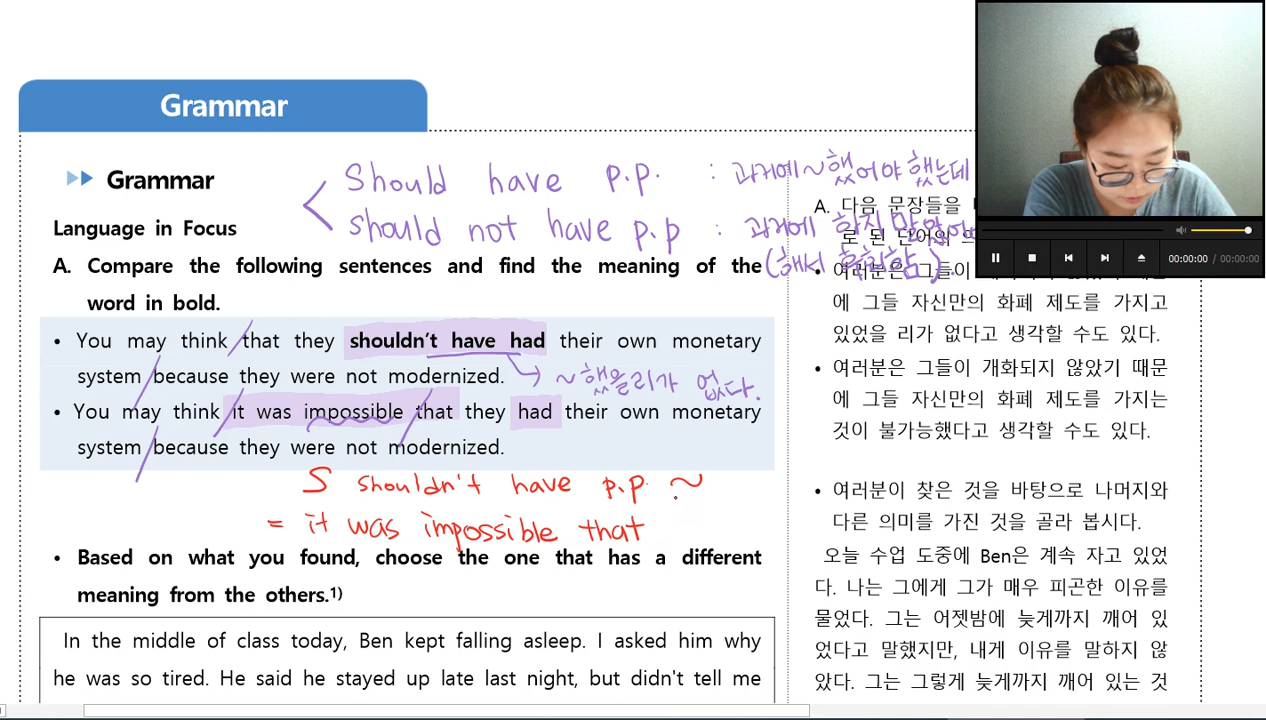 Grammar
Grammar
Should have p.p. : 과거에 ~했어야 했는데
should not have p.p : 과거에 하지 말았어야
(해서 후회함).
Language in Focus
A. Compare the following sentences and find the meaning of the
word in bold.
• You may think that they shouldn't have had their own monetary
system because they were not modernized.
~했을리가 없다.
• You may think it was impossible that they had their own monetary
system because they were not modernized.
S shouldn't have p.p ~
= it was impossible that
• Based on what you found, choose the one that has a different
meaning from the others.1)
In the middle of class today, Ben kept falling asleep. I asked him why
he was so tired. He said he stayed up late last night, but didn't tell me
A. 다음 문장들을
로 된 단어의
• 여러분은 그들이
에 그들 자신만의 화폐 제도를 가지고
있었을 리가 없다고 생각할 수도 있다.
• 여러분은 그들이 개화되지 않았기 때문
에 그들 자신만의 화폐 제도를 가지는
것이 불가능했다고 생각할 수도 있다.
• 여러분이 찾은 것을 바탕으로 나머지와
다른 의미를 가진 것을 골라 봅시다.
오늘 수업 도중에 Ben은 계속 자고 있었
다. 나는 그에게 그가 매우 피곤한 이유를
물었다. 그는 어젯밤에 늦게까지 깨어 있
었다고 말했지만, 내게 이유를 말하지 않
았다. 그는 그렇게 늦게까지 깨어 있는 것
00:00:00 / 00:00:00